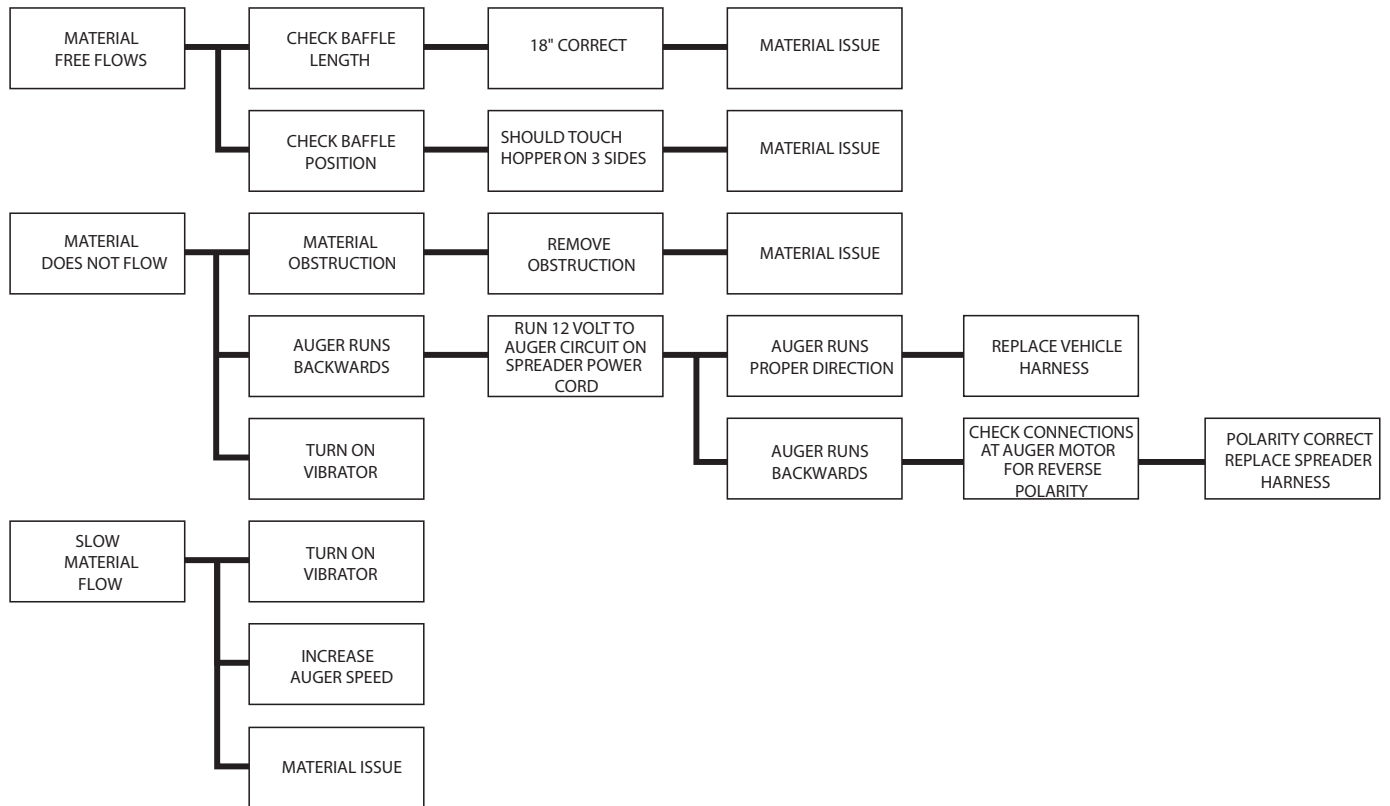 MATERIAL
FREE FLOWS
CHECK BAFFLE
LENGTH
18" CORRECT
MATERIAL ISSUE
CHECK BAFFLE
POSITION
SHOULD TOUCH
HOPPER ON 3 SIDES
MATERIAL ISSUE
MATERIAL
DOES NOT FLOW
MATERIAL
OBSTRUCTION
REMOVE
OBSTRUCTION
MATERIAL ISSUE
AUGER RUNS
BACKWARDS
RUN 12 VOLT TO
AUGER CIRCUIT ON
SPREADER POWER
CORD
AUGER RUNS
PROPER DIRECTION
REPLACE VEHICLE
HARNESS
TURN ON
VIBRATOR
AUGER RUNS
BACKWARDS
CHECK CONNECTIONS
AT AUGER MOTOR
FOR REVERSE
POLARITY
POLARITY CORRECT
REPLACE SPREADER
HARNESS
SLOW
MATERIAL
FLOW
TURN ON
VIBRATOR
INCREASE
AUGER SPEED
MATERIAL ISSUE